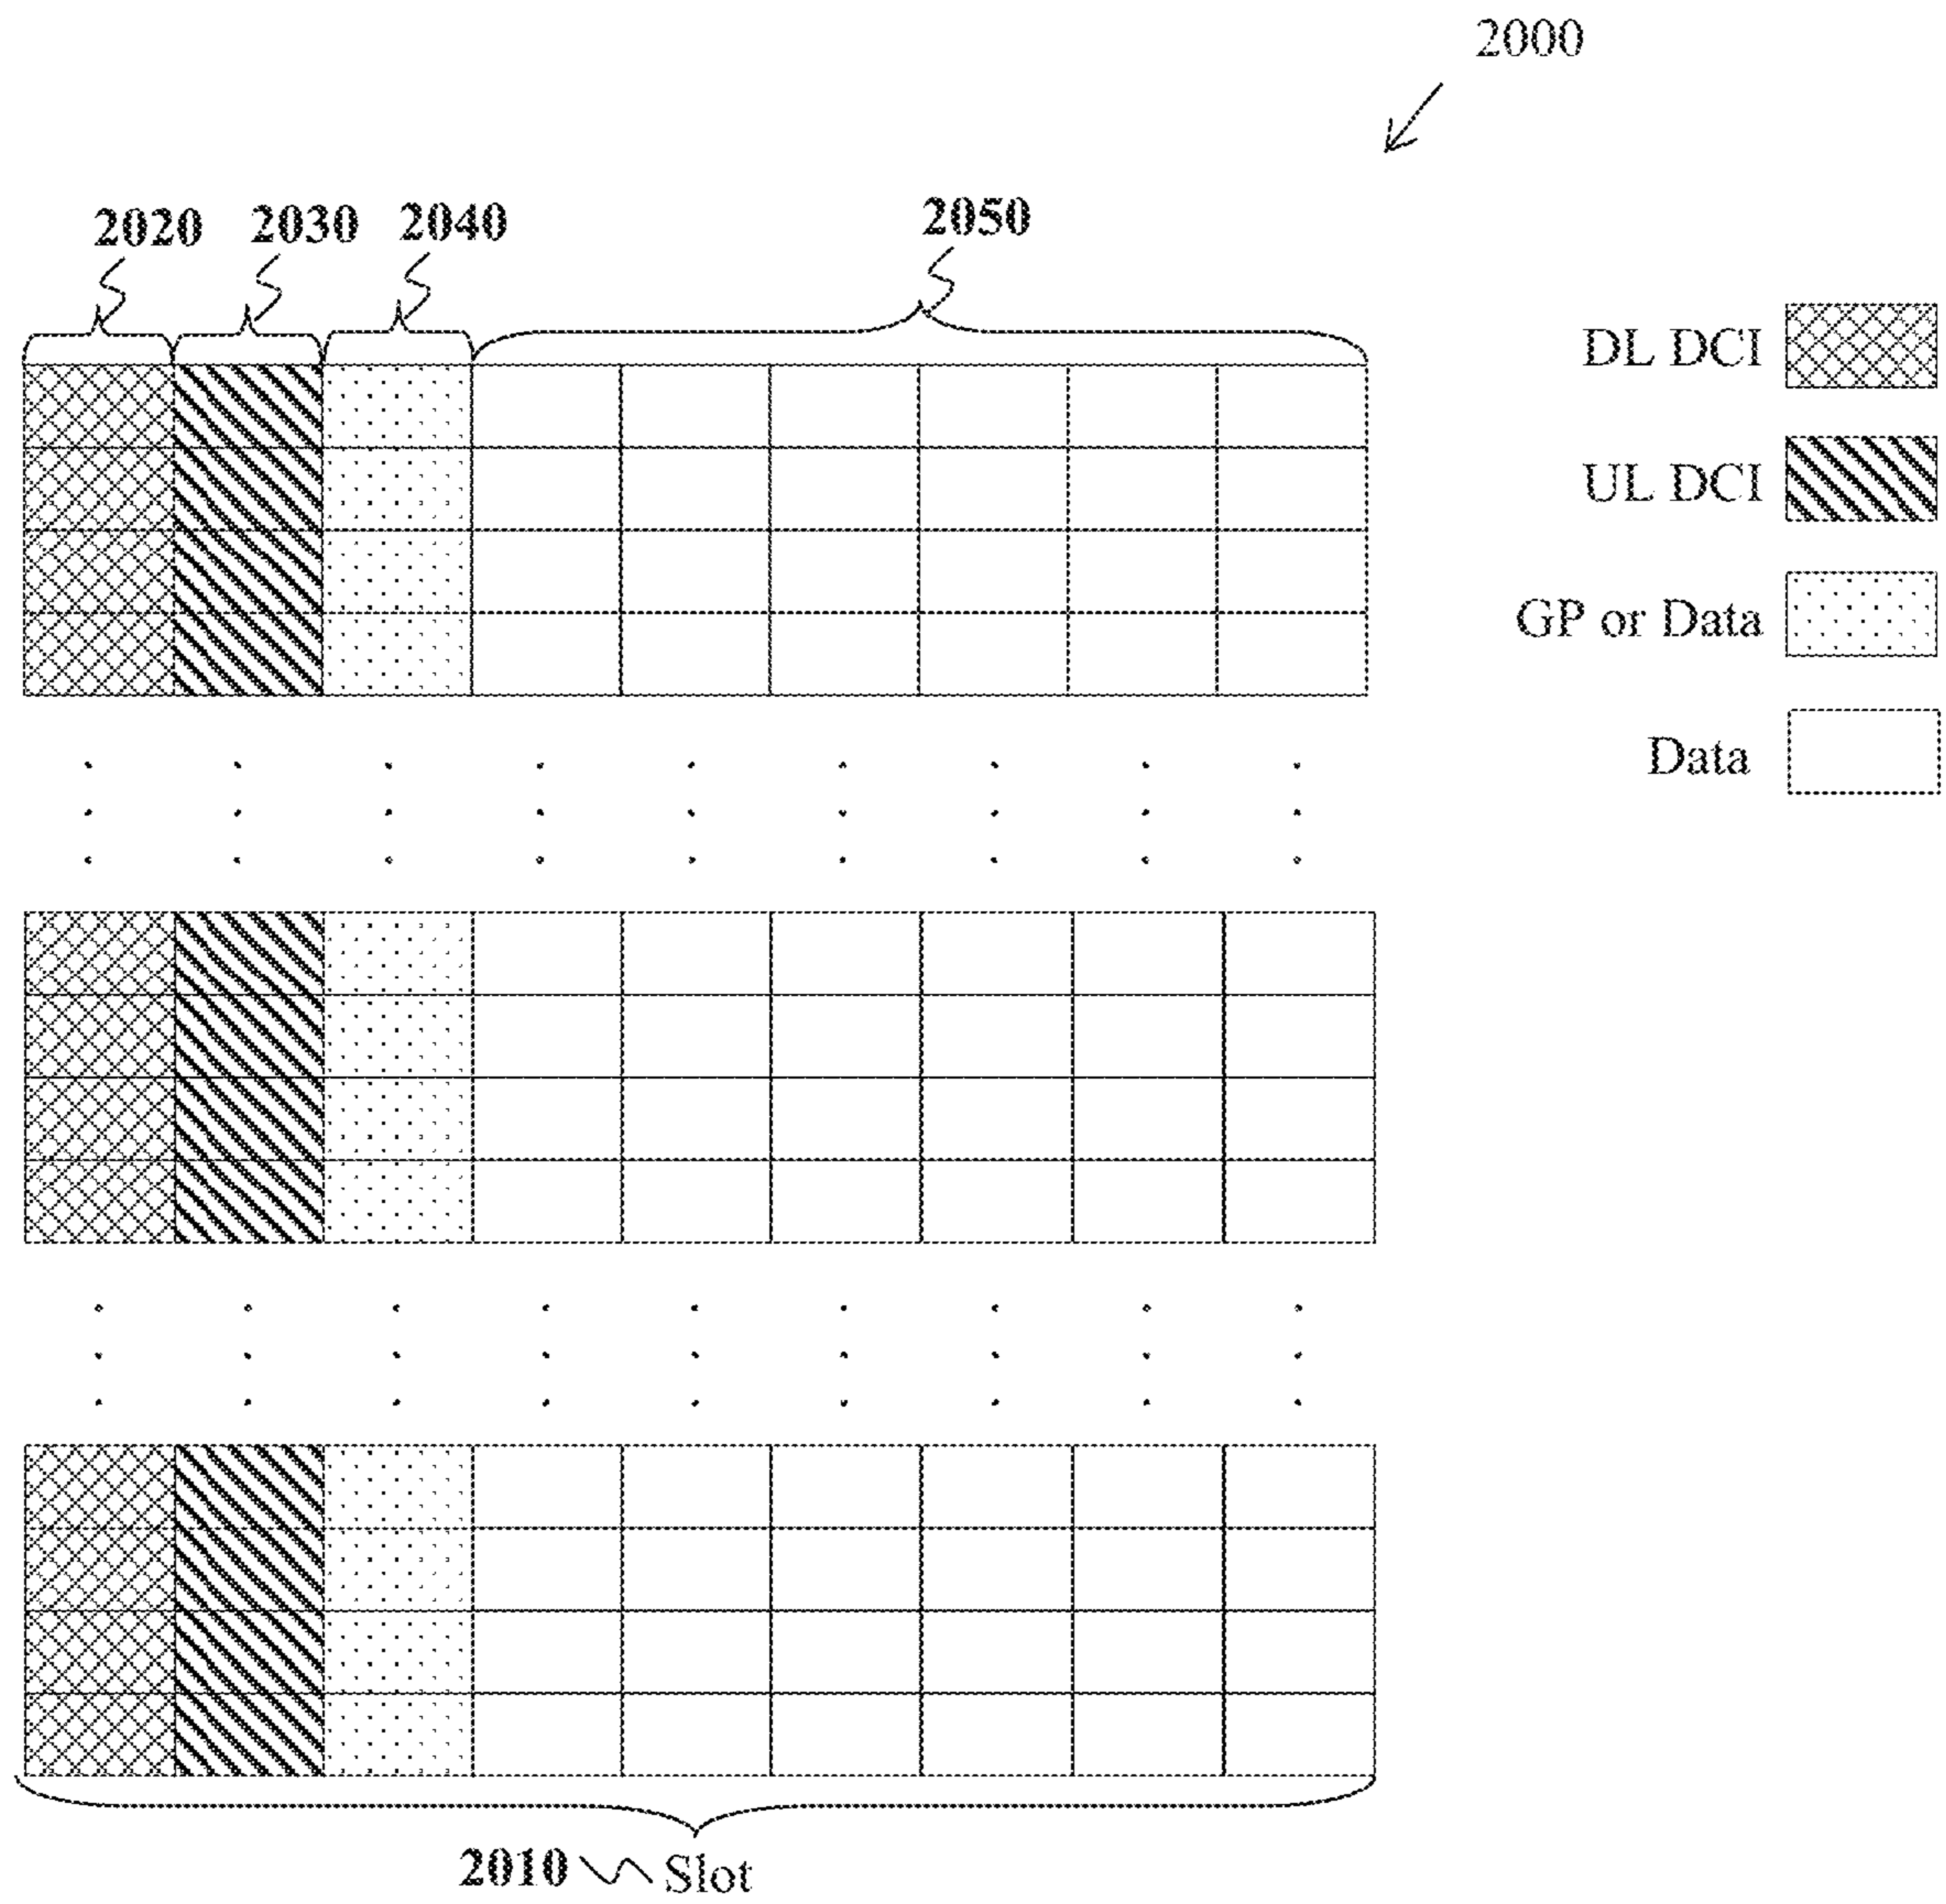 2000
2020 2030 2040 2050
DL DCI
UL DCI
GP or Data
Data
2010 Slot